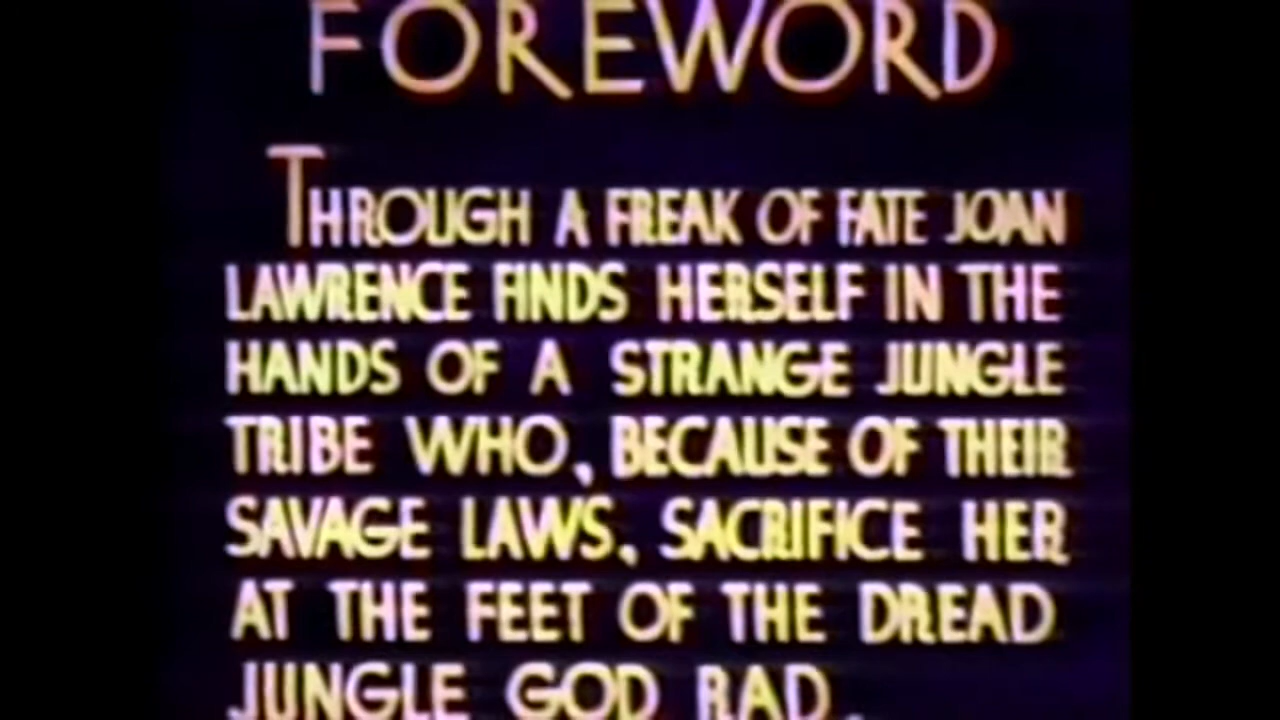 FOREWORD
THROUGH A FREAK OF FATE JOAN
LAWRENCE FINDS HERSELF IN THE
HANDS OF A STRANGE JUNGLE
TRIBE WHO, BECAUSE OF THEIR
SAVAGE LAWS, SACRIFICE HER
AT THE FEET OF THE DREAD
JUNGLE GOD RAD.